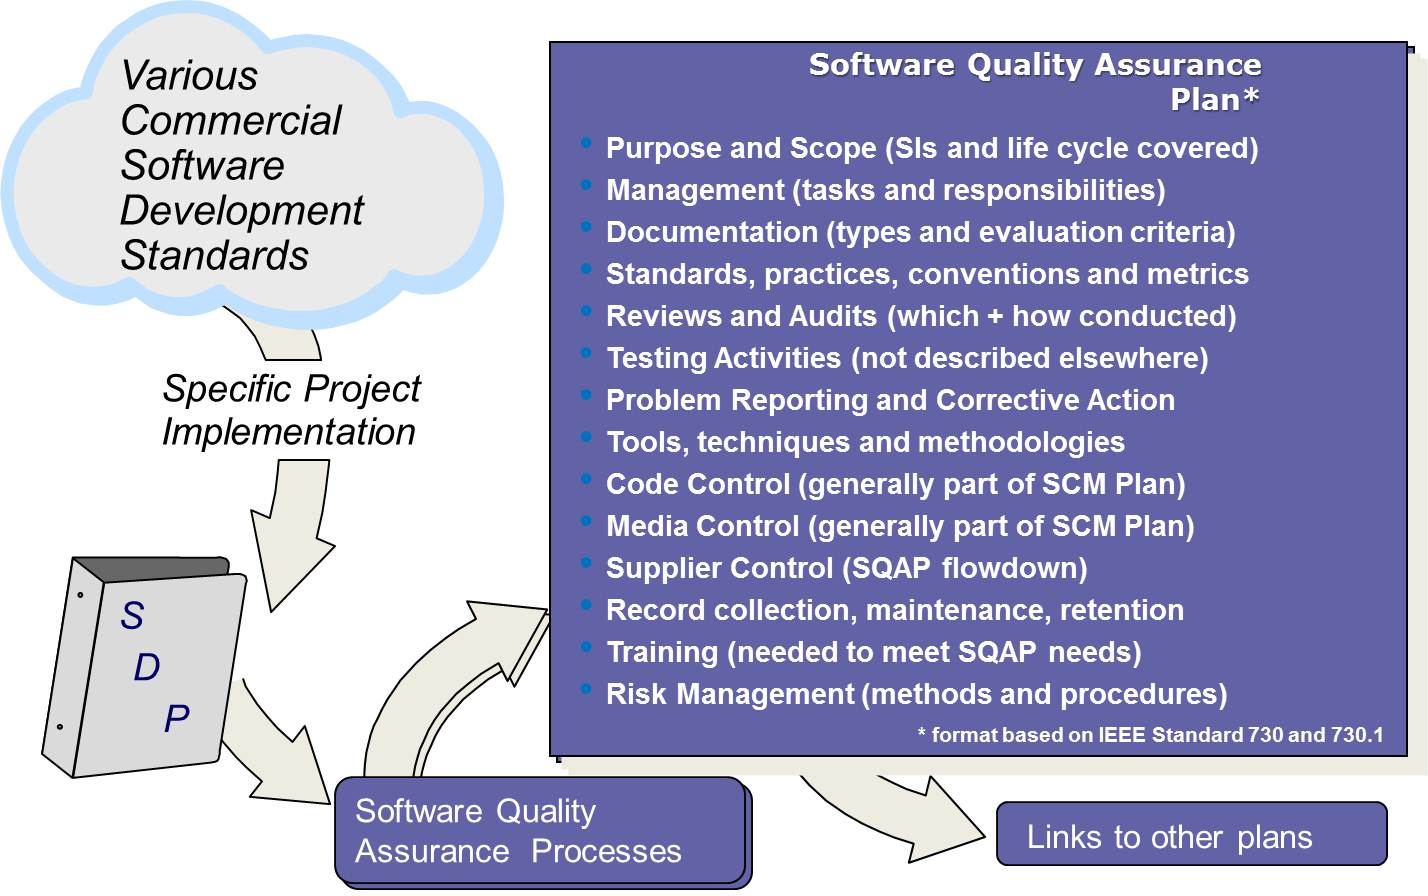 Various
Commercial
Software
Development
Standards
Specific Project
Implementation
S
D
P
Software Quality
Assurance Processes
Software Quality Assurance
Plan*
• Purpose and Scope (SIs and life cycle covered)
• Management (tasks and responsibilities)
• Documentation (types and evaluation criteria)
• Standards, practices, conventions and metrics
• Reviews and Audits (which + how conducted)
• Testing Activities (not described elsewhere)
• Problem Reporting and Corrective Action
• Tools, techniques and methodologies
• Code Control (generally part of SCM Plan)
• Media Control (generally part of SCM Plan)
• Supplier Control (SQAP flowdown)
• Record collection, maintenance, retention
• Training (needed to meet SQAP needs)
• Risk Management (methods and procedures)
* format based on IEEE Standard 730 and 730.1
Links to other plans